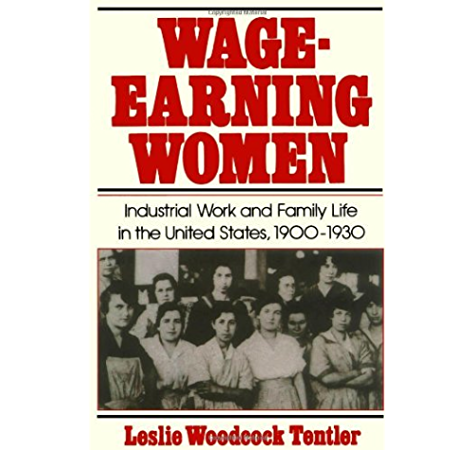 WAGE-
EARNING
WOMEN
Industrial Work and Family Life
in the United States, 1900-1930
Leslie Woodcock Tentler